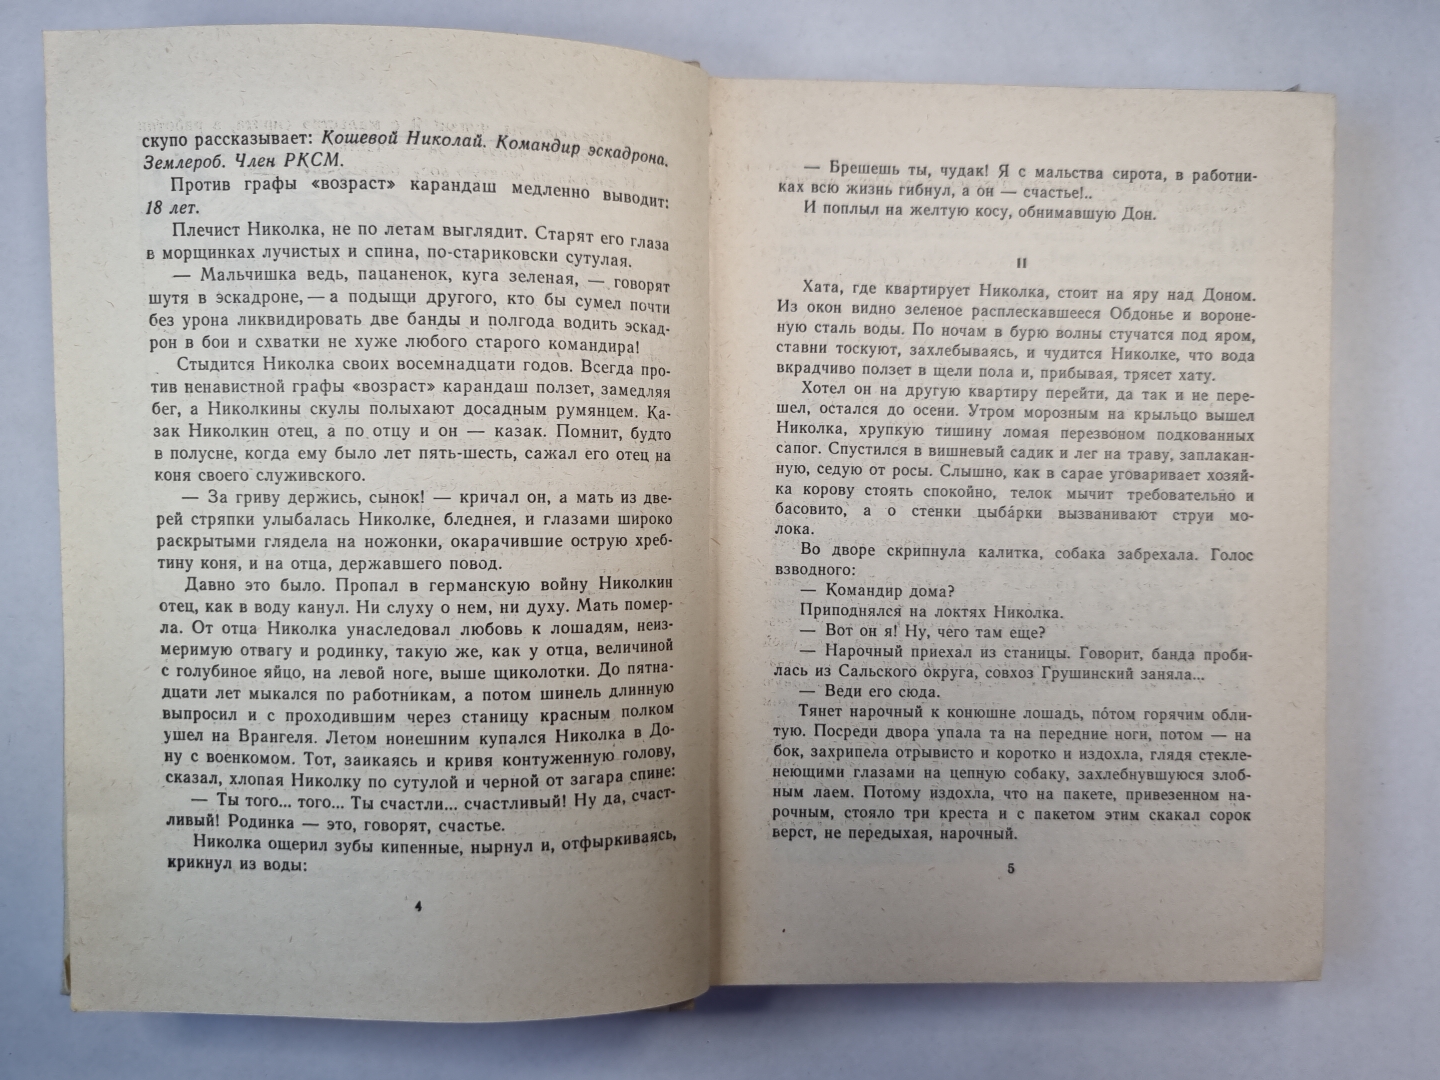 скупо рассказывает: Кошевой Николай. Командир эскадрона.
Землероб. Член РКСМ.
Против графы «возраст» карандаш медленно выводит:
18 лет.
Плечист Николка, не по летам выглядит. Старят его глаза
в морщинках лучистых и спина, по-стариковски сутулая.
— Мальчишка ведь, пацаненок, куга зеленая, — говорят
шутя в эскадроне, — а подыщи другого, кто бы сумел почти
без урона ликвидировать две банды и полгода водить эскад-
рон в бои и схватки не хуже любого старого командира!
Стыдится Николка своих восемнадцати годов. Всегда про-
тив ненавистной графы «возраст» карандаш ползет, замедляя
бег, а Николкины скулы полыхают досадным румянцем. Ка-
зак Николкин отец, а по отцу и он — казак. Помнит, будто
в полусне, когда ему было лет пять-шесть, сажал его отец на
коня своего служивского.
— За гриву держись, сынок! — кричал он, а мать из две-
рей стряпки улыбалась Николке, бледнея, и глазами широко
раскрытыми глядела на ножонки, окарачившие острую хреб-
тину коня, и на отца, державшего повод.
Давно это было. Пропал в германскую войну Николкин
отец, как в воду канул. Ни слуху о нем, ни духу. Мать помер-
ла. От отца Николка унаследовал любовь к лошадям, неиз-
меримую отвагу и родинку, такую же, как у отца, величиной
с голубиное яйцо, на левой ноге, выше щиколотки. До пятна-
дцати лет мыкался по работникам, а потом шинель длинную
выпросил и с проходившим через станицу красным полком
ушел на Врангеля. Летом нонешним купался Николка в До-
ну с военкомом. Тот, заикаясь и кривя контуженную голову,
сказал, хлопая Николку по сутулой и черной от загара спине:
— Ты того... того... Ты счастли... счастливый! Ну да, счаст-
ливый! Родинка — это, говорят, счастье.
Николка ощерил зубы кипенные, нырнул и, отфыркиваясь,
крикнул из воды:
4
— Брешешь ты, чудак! Я с мальства сирота, в работни-
ках всю жизнь гибнул, а он — счастье!..
И поплыл на желтую косу, обнимавшую Дон.
II
Хата, где квартирует Николка, стоит на яру над Доном.
Из окон видно зеленое расплескавшееся Обдонье и вороне-
ную сталь воды. По ночам в бурю волны стучатся под яром,
ставни тоскуют, захлебываясь, и чудится Николке, что вода
вкрадчиво ползет в щели пола и, прибывая, трясет хату.
Хотел он на другую квартиру перейти, да так и не пере-
шел, остался до осени. Утром морозным на крыльцо вышел
Николка, хрупкую тишину ломая перезвоном подкованных
сапог. Спустился в вишневый садик и лег на траву, заплакан-
ную, седую от росы. Слышно, как в сарае уговаривает хозяй-
ка корову стоять спокойно, телок мычит требовательно и
басовито, а о стенки цыба́рки вызванивают струи мо-
лока.
Во дворе скрипнула калитка, собака забрехала. Голос
взводного:
— Командир дома?
Приподнялся на локтях Николка.
— Вот он я! Ну, чего там еще?
— Нарочный приехал из станицы. Говорит, банда проби-
лась из Сальского округа, совхоз Грушинский заняла...
— Веди его сюда.
Тянет нарочный к конюшне лошадь, по́том горячим обли-
тую. Посреди двора упала та на передние ноги, потом — на
бок, захрипела отрывисто и коротко и издохла, глядя стекле-
неющими глазами на цепную собаку, захлебнувшуюся злоб-
ным лаем. Потому издохла, что на пакете, привезенном на-
рочным, стояло три креста и с пакетом этим скакал сорок
верст, не передыхая, нарочный.
5